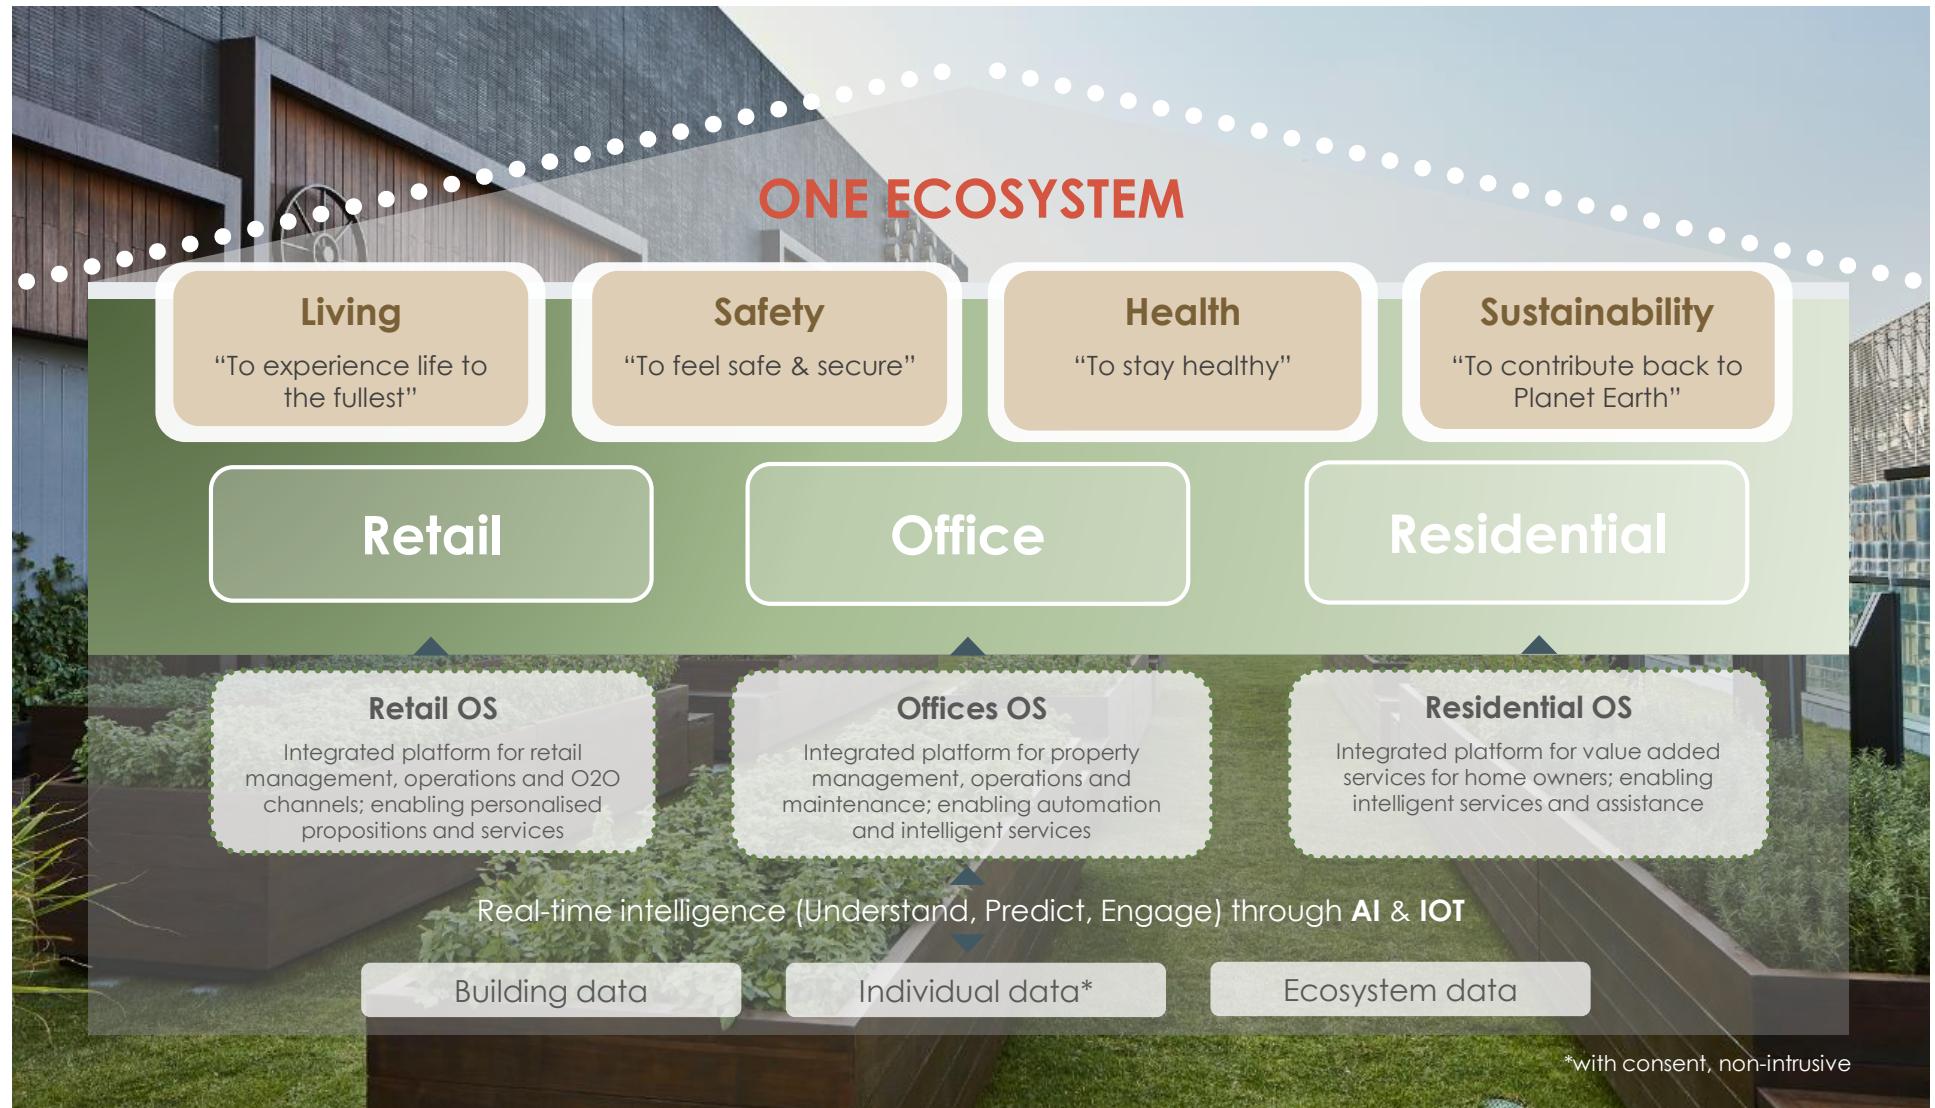 ONE ECOSYSTEM
Living
“To experience life to
the fullest”
Safety
“To feel safe & secure”
Health
“To stay healthy”
Sustainability
“To contribute back to
Planet Earth”
Retail
Office
Residential
Retail OS
Integrated platform for retail
management, operations and O2O
channels; enabling personalised
propositions and services
Offices OS
Integrated platform for property
management, operations and
maintenance; enabling automation
and intelligent services
Residential OS
Integrated platform for value added
services for home owners; enabling
intelligent services and assistance
Real-time intelligence (Understand, Predict, Engage) through AI & IOT
Building data
Individual data*
Ecosystem data
*with consent, non-intrusive